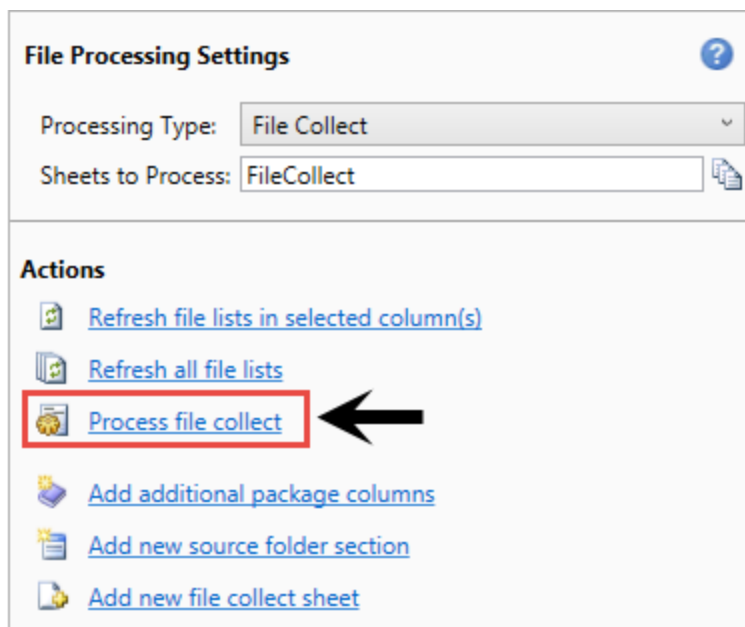 File Processing Settings
?
Processing Type: File Collect
Sheets to Process: FileCollect
Actions
Refresh file lists in selected column(s)
Refresh all file lists
Process file collect
Add additional package columns
Add new source folder section
Add new file collect sheet